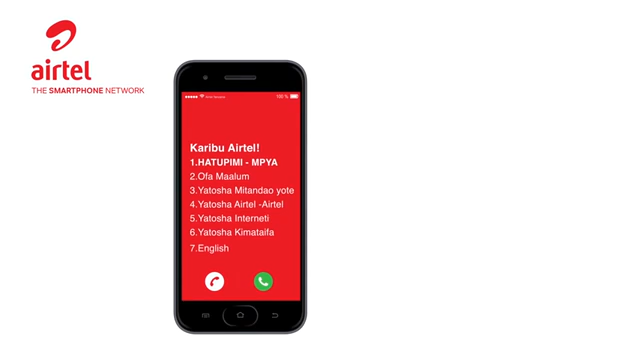 airtel
THE SMARTPHONE NETWORK
100 %
Karibu Airtel!
1.HATUPIMI - MPYA
2.Ofa Maalum
3.Yatosha Mitandao yote
4.Yatosha Airtel -Airtel
5.Yatosha Interneti
6.Yatosha Kimataifa
7.English